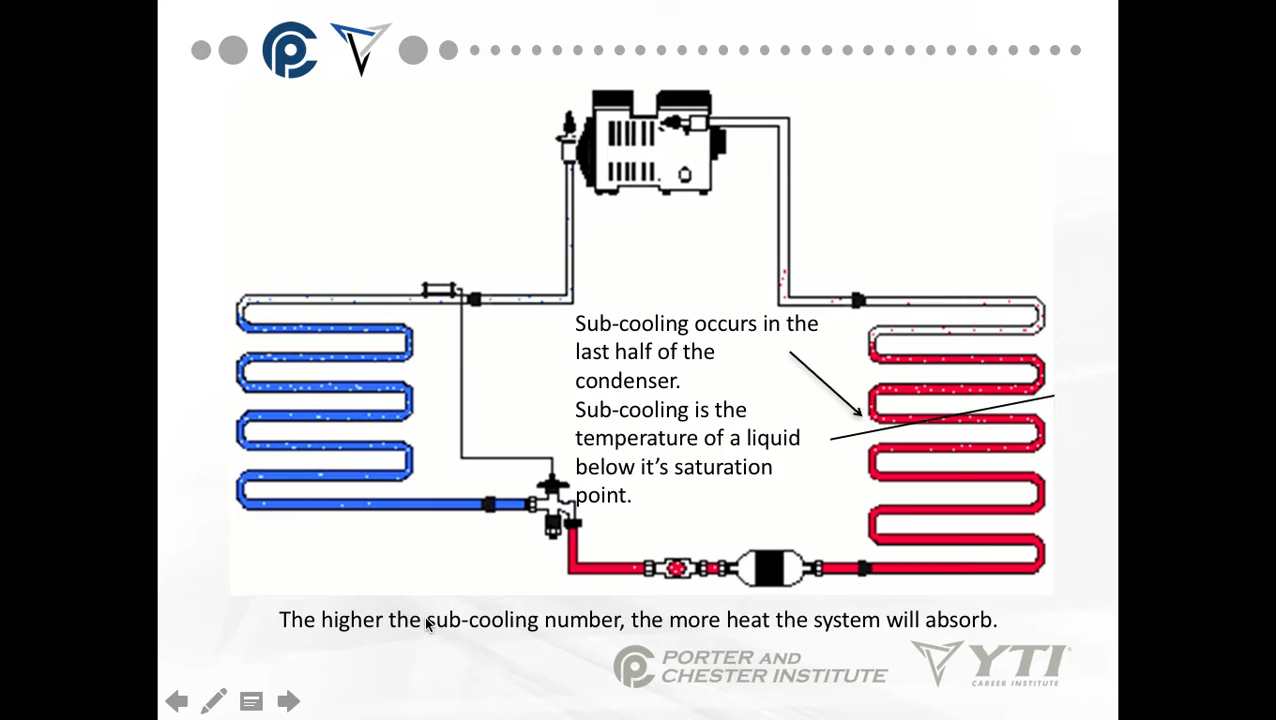 Sub-cooling occurs in the
last half of the
condenser.
Sub-cooling is the
temperature of a liquid
below it’s saturation
point.
The higher the sub-cooling number, the more heat the system will absorb.
PORTER AND
CHESTER INSTITUTE
YTI
CAREER INSTITUTE